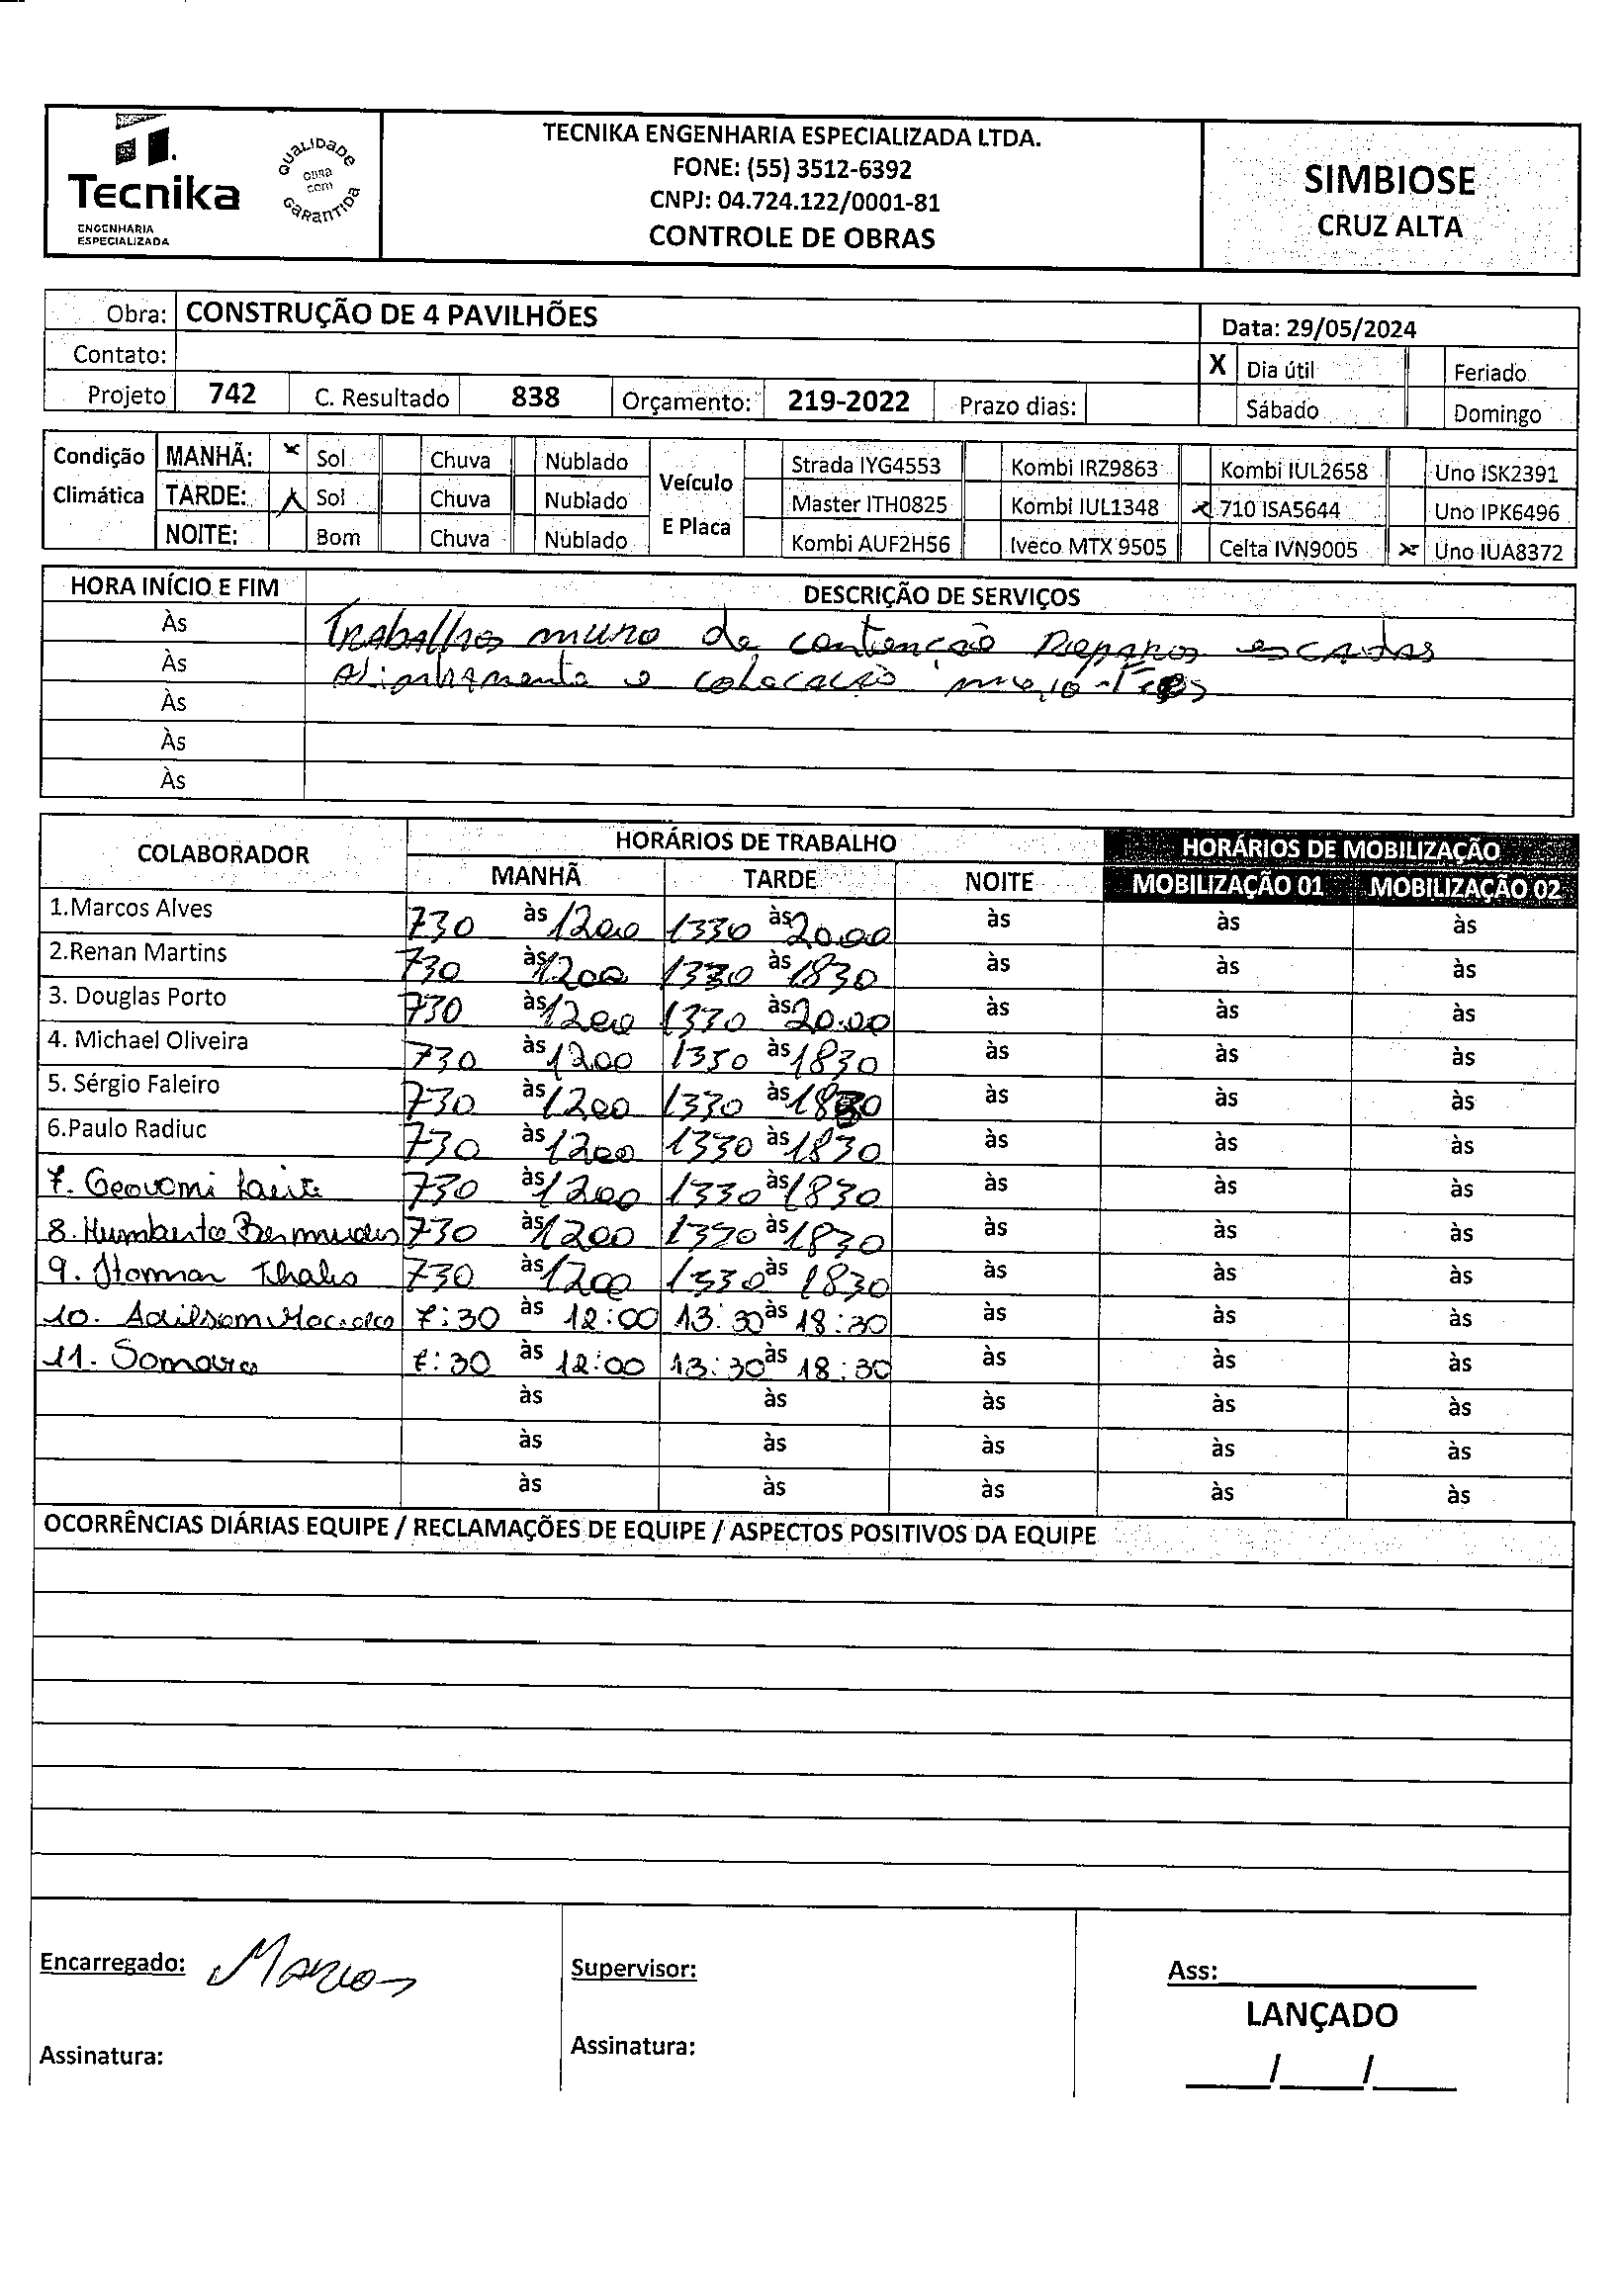 Tecnika
ENGENHARIA
ESPECIALIZADA
QUALIDADE
OBRA
COM
GARANTIDA
TECNIKA ENGENHARIA ESPECIALIZADA LTDA.
FONE: (55) 3512-6392
CNPJ: 04.724.122/0001-81
CONTROLE DE OBRAS
SIMBIOSE
CRUZ ALTA
Obra: CONSTRUÇÃO DE 4 PAVILHÕES
Data: 29/05/2024
Contato:
X Dia útil Feriado
Projeto 742 C. Resultado 838 Orçamento: 219-2022 Prazo dias:
Sábado Domingo
Condição Climática
MANHÃ: x Sol Chuva Nublado
TARDE: x Sol Chuva Nublado
NOITE: Bom Chuva Nublado
Veículo E Placa
Strada IYG4553 Kombi IRZ9863 Kombi IUL2658 Uno ISK2391
Master ITH0825 Kombi IUL1348 x 710 ISA5644 Uno IPK6496
Kombi AUF2H56 Iveco MTX 9505 Celta IVN9005 x Uno IUA8372
HORA INÍCIO E FIM DESCRIÇÃO DE SERVIÇOS
Às Trabalhos muro de contenção Reparos escadas
Às Alinhamento e colocação meio-fios
Às
Às
Às
COLABORADOR HORÁRIOS DE TRABALHO HORÁRIOS DE MOBILIZAÇÃO
MANHÃ TARDE NOITE MOBILIZAÇÃO 01 MOBILIZAÇÃO 02
1.Marcos Alves 730 às 1200 1330 às 20.00 às às às
2.Renan Martins 730 às 1200 1330 às 1830 às às às
3. Douglas Porto 730 às 1200 1330 às 20.00 às às às
4. Michael Oliveira 730 às 1200 1330 às 1830 às às às
5. Sérgio Faleiro 730 às 1200 1330 às 1830 às às às
6.Paulo Radiuc 730 às 1200 1330 às 1830 às às às
7. Geovani Leite 730 às 1200 1330 às 1830 às às às
8. Humberto Bermudes 730 às 1200 1330 às 1830 às às às
9. Thales 730 às 1200 1330 às 1830 às às às
10. Adilson Macedo 7:30 às 12:00 13:30 às 18:30 às às às
11. Samara 7:30 às 12:00 13:30 às 18:30 às às às
às às às às às
às às às às às
às às às às às
OCORRÊNCIAS DIÁRIAS EQUIPE / RECLAMAÇÕES DE EQUIPE / ASPECTOS POSITIVOS DA EQUIPE
Encarregado: Marcos
Supervisor:
Ass:
LANÇADO
Assinatura:
Assinatura:
____/____/____